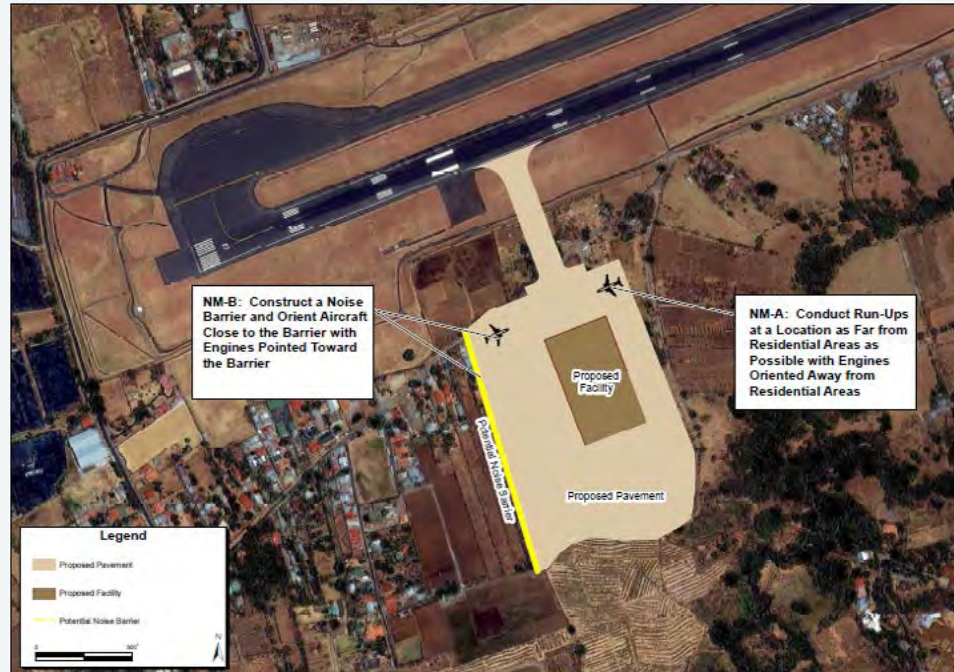 NM-B: Construct a Noise
Barrier and Orient Aircraft
Close to the Barrier with
Engines Pointed Toward
the Barrier
NM-A: Conduct Run-Ups
at a Location as Far from
Residential Areas as
Possible with Engines
Oriented Away from
Residential Areas
Proposed
Facility
Potential Noise Barrier
Proposed Pavement
Legend
Proposed Pavement
Proposed Facility
Potential Noise Barrier
N
0